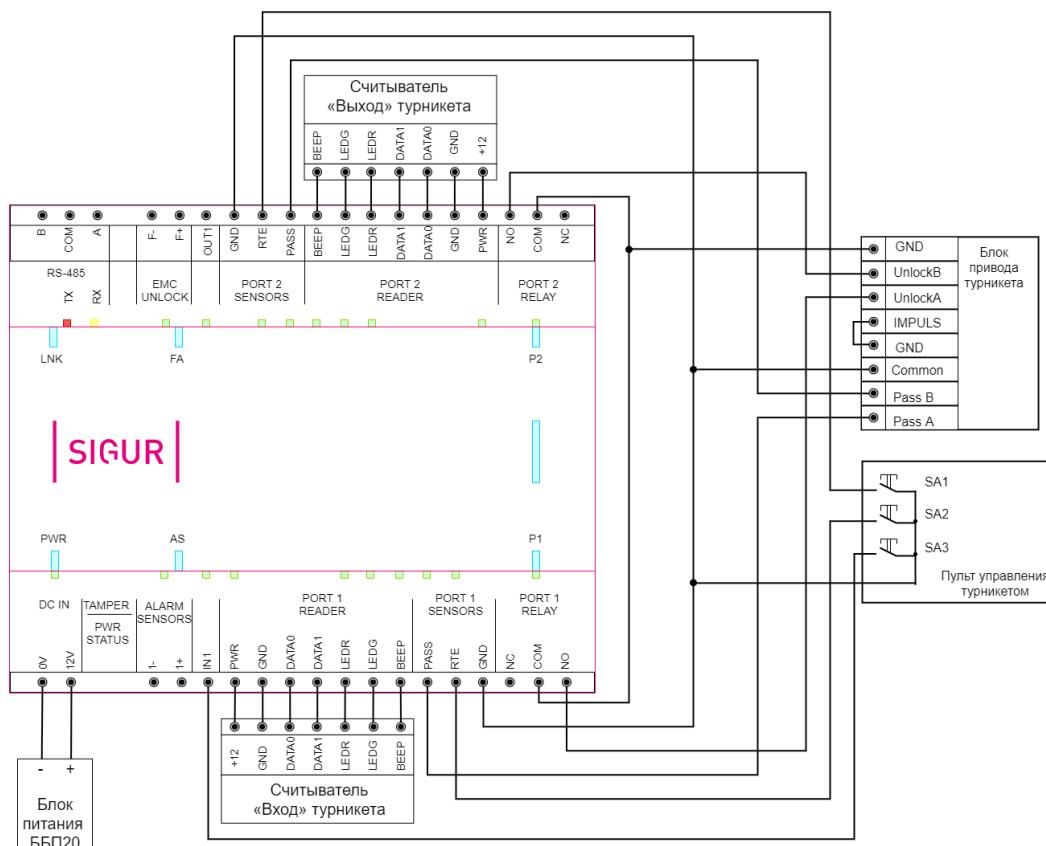 Считыватель
«Выход» турникета
BEEP LEDG LEDR DATA1 DATA0 GND +12
B COM A F- F+ OUT1 GND RTE PASS BEEP LEDG LEDR DATA1 DATA0 GND PWR NO COM NC
RS-485
TX RX
EMC
UNLOCK
PORT 2
SENSORS
PORT 2
READER
PORT 2
RELAY
LNK FA P2
SIGUR
PWR AS P1
DC IN
TAMPER
PWR
STATUS
ALARM
SENSORS
PORT 1
READER
PORT 1
SENSORS
PORT 1
RELAY
0V 12V 1- 1+ IN1 PWR GND DATA0 DATA1 LEDR LEDG BEEP PASS RTE GND NC COM NO
+12 GND DATA0 DATA1 LEDR LEDG BEEP
Считыватель
«Вход» турникета
- +
Блок
питания
ББП20
GND
UnlockB
UnlockA
IMPULS
GND
Common
Pass B
Pass A
Блок
привода
турникета
SA1
SA2
SA3
Пульт управления
турникетом